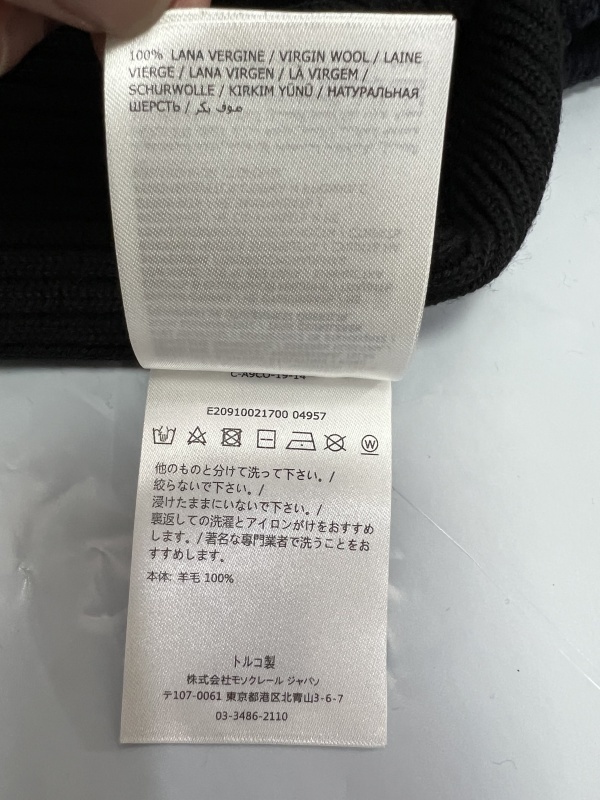 100% LANA VERGINE / VIRGIN WOOL / LAINE
VIERGE / LANA VIRGEN / LÃ VIRGEM /
SCHURWOLLE / KIRKIM YÜNÜ / НАТУРАЛЬНАЯ
ШЕРСТЬ / صوف بكر
C-A9CO-19-14
E20910021700 04957
W
他のものと分けて洗って下さい。/
絞らないで下さい。/
浸けたままにいないで下さい。/
裏返しての洗濯とアイロンがけをおすすめ
します。/ 著名な専門業者で洗うことをお
すすめします。
本体: 羊毛 100%
トルコ製
株式会社モンクレール ジャパン
〒107-0061 東京都港区北青山3-6-7
03-3486-2110